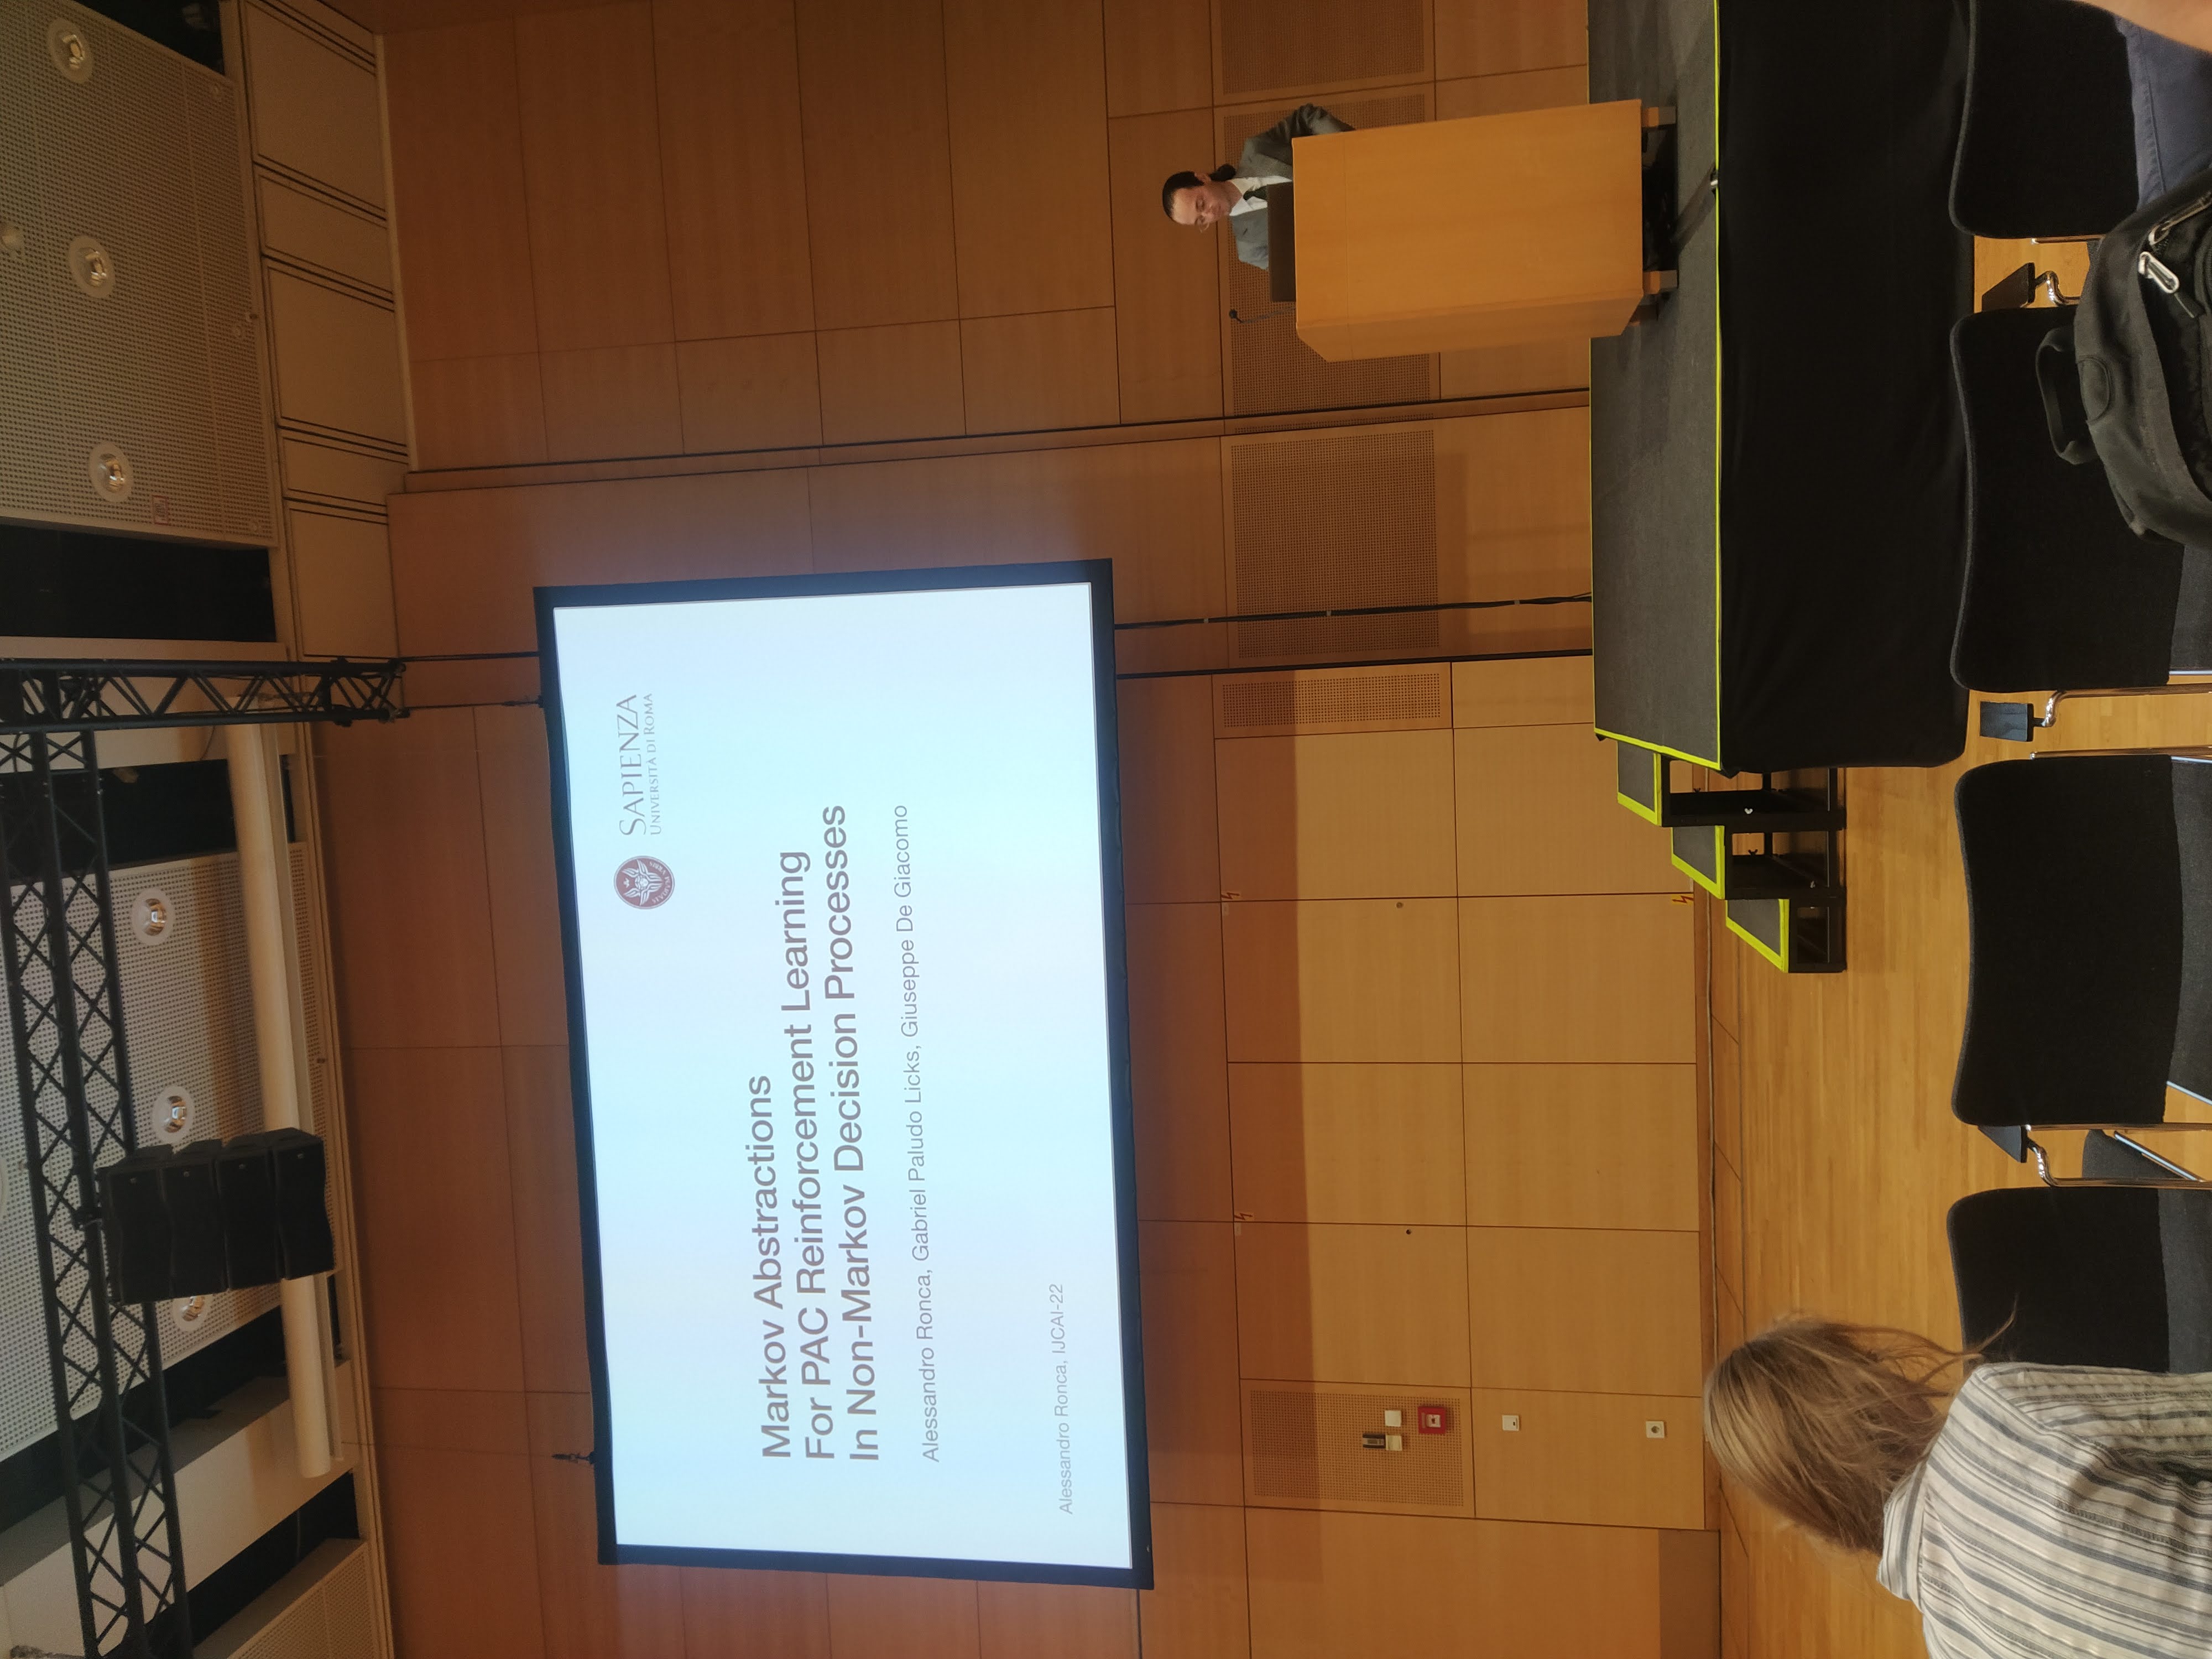 SAPIENZA
UNIVERSITÀ DI ROMA
Markov Abstractions
For PAC Reinforcement Learning
In Non-Markov Decision Processes
Alessandro Ronca, Gabriel Paludo Licks, Giuseppe De Giacomo
Alessandro Ronca, IJCAI-22